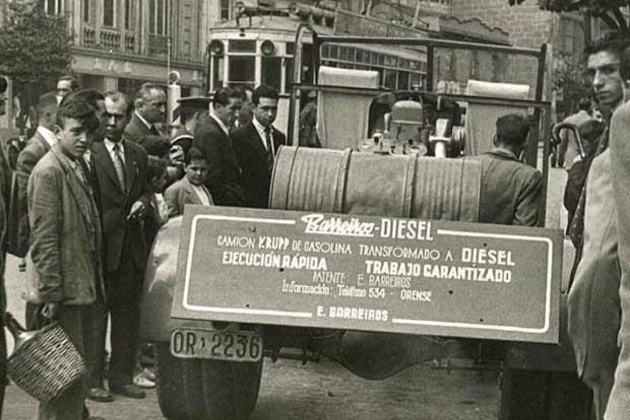 Barreiros-DIESEL
CAMION KRUPP DE GASOLINA TRANSFORMADO A DIESEL
EJECUCIÓN RÁPIDA TRABAJO GARANTIZADO
PATENTE: E. BARREIROS
Información: Teléfono 534 - ORENSE
E. BARREIROS
OR-2236